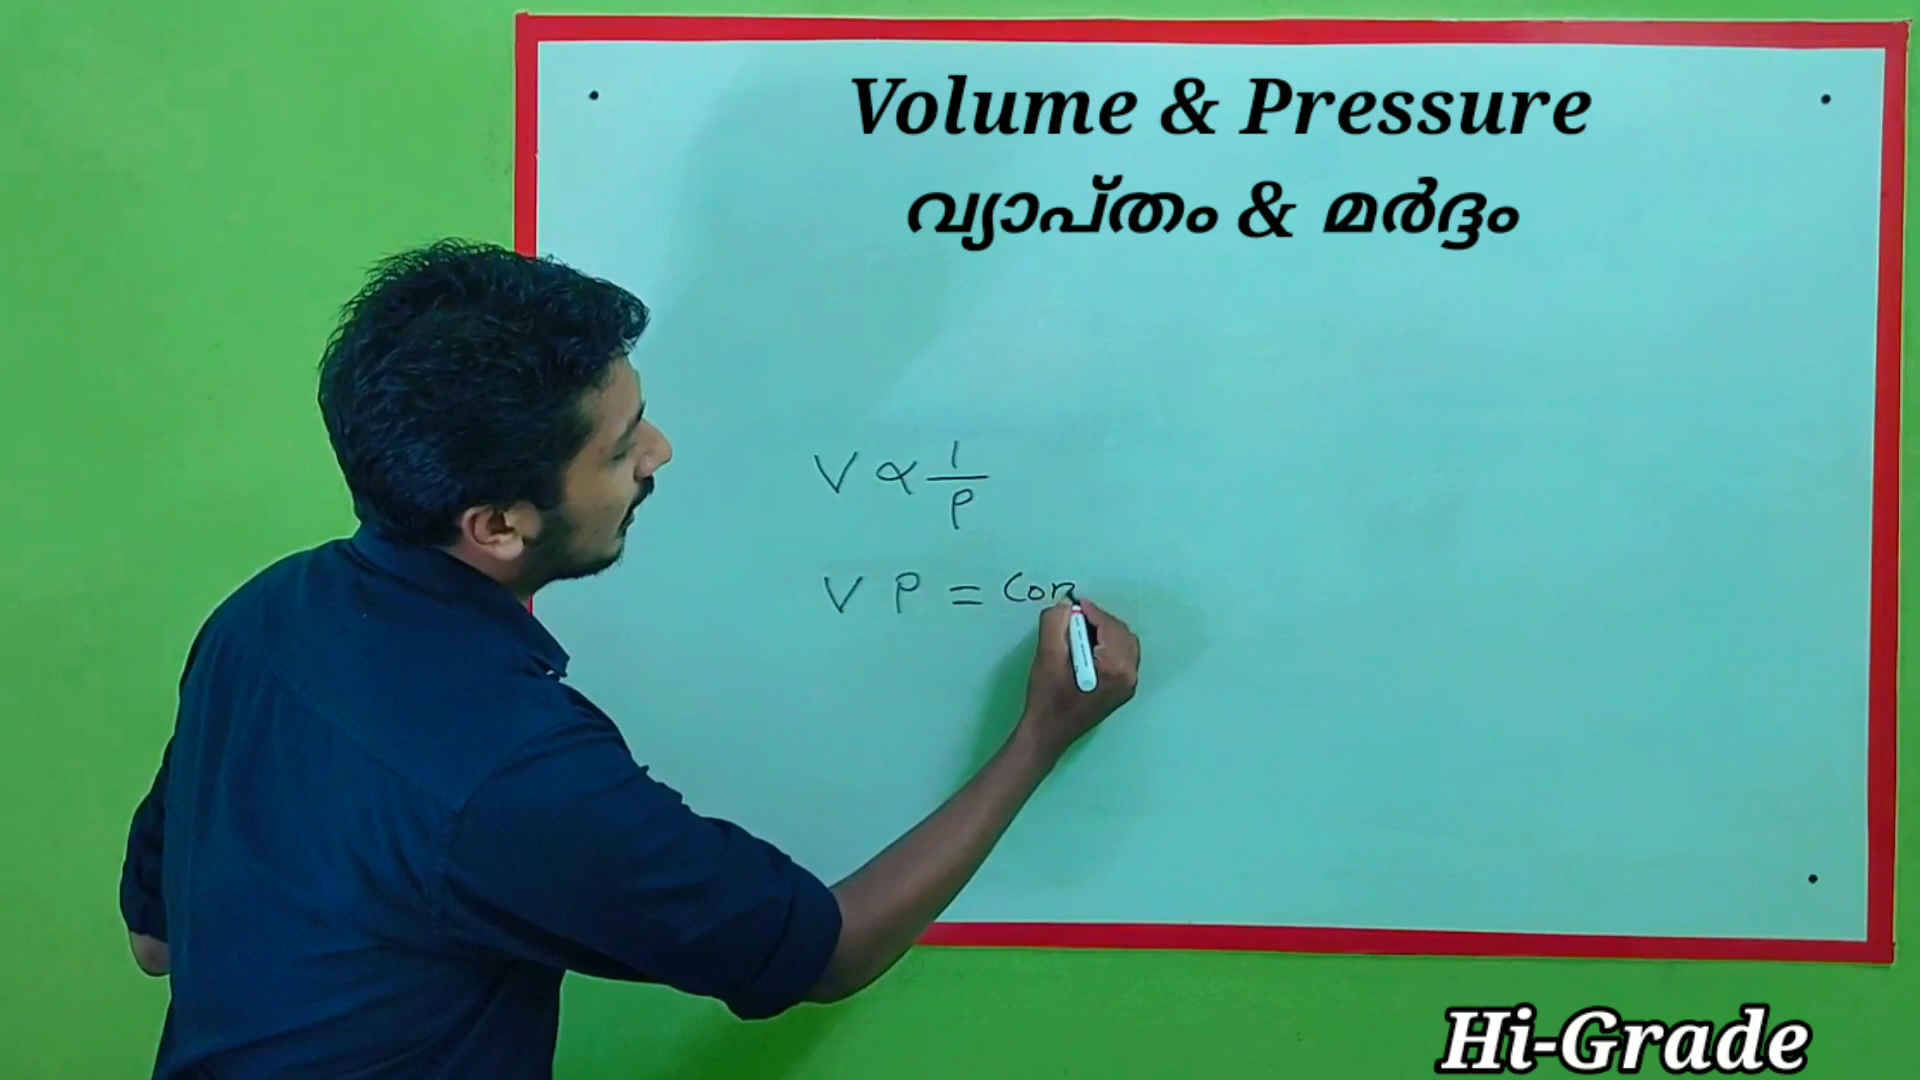 Volume & Pressure
വ്യാപ്തം & മർദ്ദം
V ∝ 1/P
V P = Con
Hi-Grade